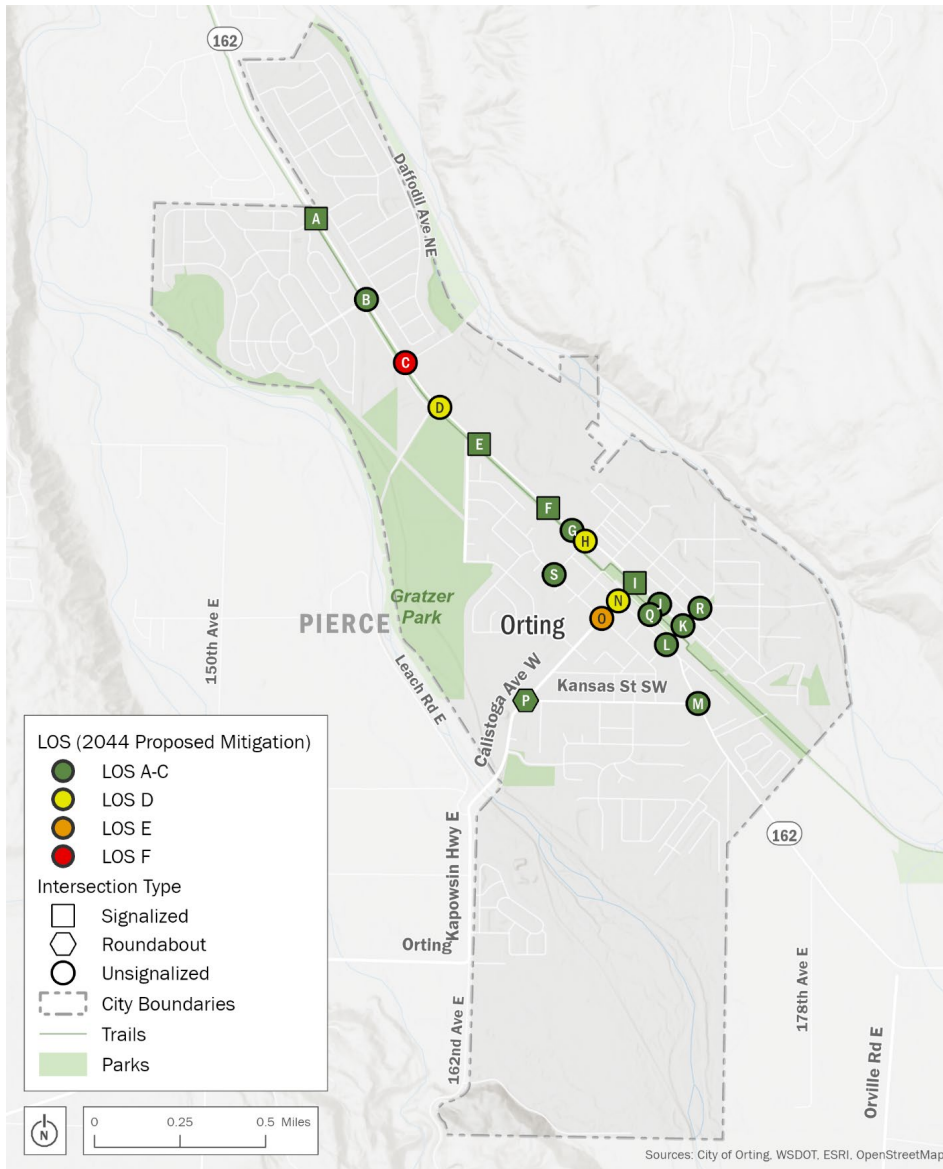 162
Daffodil Ave NE
A
B
C
D
E
F
G
H
S
I
N
J
R
Q
O
K
L
Gratzer
Park
PIERCE
Orting
150th Ave E
Leach Rd E
Calistoga Ave W
Kansas St SW
P
M
162
Orting
Kapowsin Hwy E
162nd Ave E
178th Ave E
Orville Rd E
LOS (2044 Proposed Mitigation)
LOS A-C
LOS D
LOS E
LOS F
Intersection Type
Signalized
Roundabout
Unsignalized
City Boundaries
Trails
Parks
N
0 0.25 0.5 Miles
Sources: City of Orting, WSDOT, ESRI, OpenStreetMap